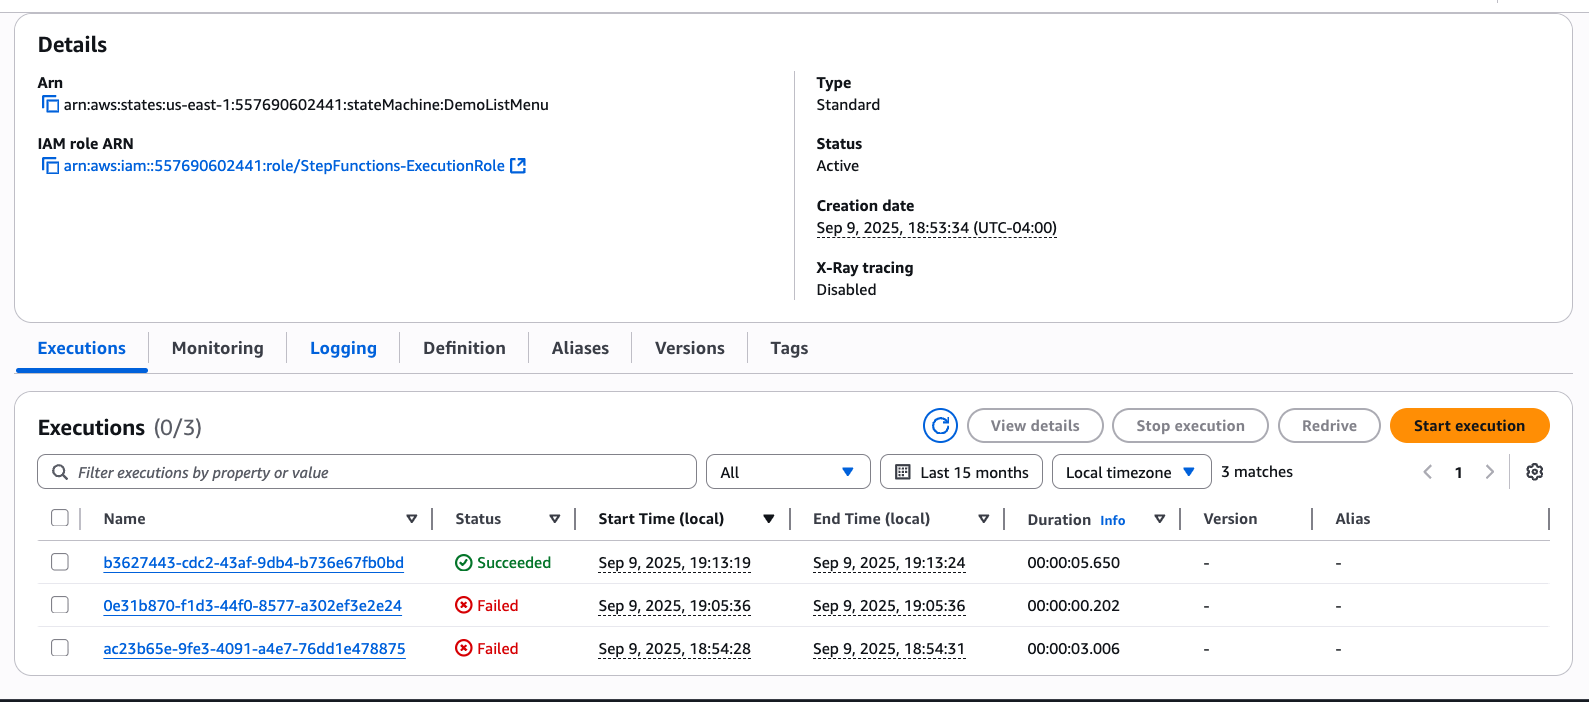 Details
Arn
arn:aws:states:us-east-1:557690602441:stateMachine:DemoListMenu
IAM role ARN
arn:aws:iam::557690602441:role/StepFunctions-ExecutionRole
Type
Standard
Status
Active
Creation date
Sep 9, 2025, 18:53:34 (UTC-04:00)
X-Ray tracing
Disabled
Executions Monitoring Logging Definition Aliases Versions Tags
Executions (0/3) View details Stop execution Redrive Start execution
Filter executions by property or value All Last 15 months Local timezone 3 matches 1
Name Status Start Time (local) End Time (local) Duration Info Version Alias
b3627443-cdc2-43af-9db4-b736e67fb0bd Succeeded Sep 9, 2025, 19:13:19 Sep 9, 2025, 19:13:24 00:00:05.650 - -
0e31b870-f1d3-44f0-8577-a302ef3e2e24 Failed Sep 9, 2025, 19:05:36 Sep 9, 2025, 19:05:36 00:00:00.202 - -
ac23b65e-9fe3-4091-a4e7-76dd1e478875 Failed Sep 9, 2025, 18:54:28 Sep 9, 2025, 18:54:31 00:00:03.006 - -